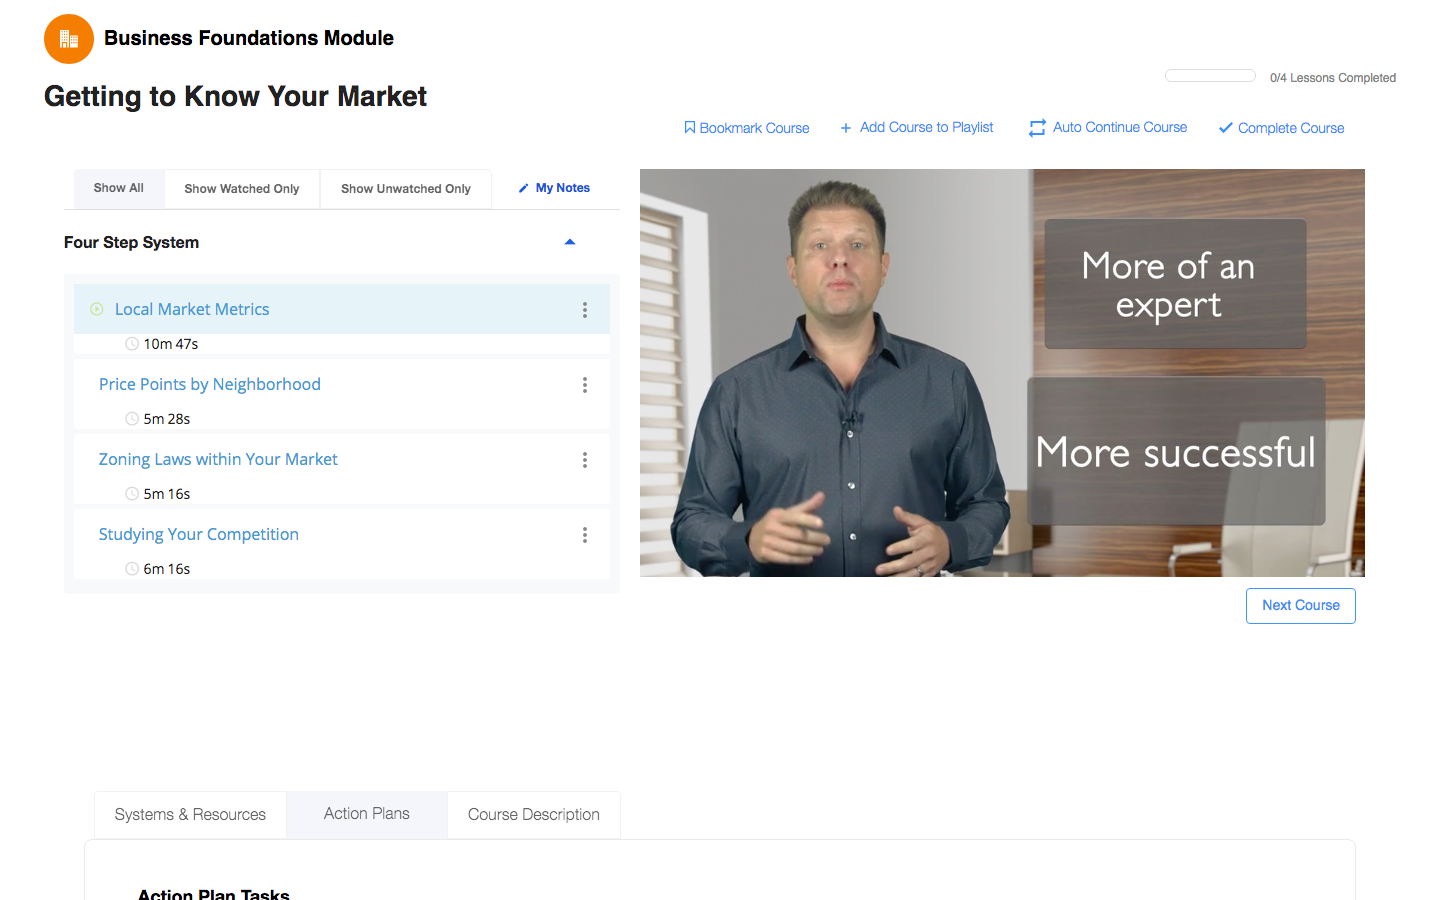 Business Foundations Module
Getting to Know Your Market
0/4 Lessons Completed
Bookmark Course
+ Add Course to Playlist
Auto Continue Course
Complete Course
Show All
Show Watched Only
Show Unwatched Only
My Notes
Four Step System
Local Market Metrics
10m 47s
Price Points by Neighborhood
5m 28s
Zoning Laws within Your Market
5m 16s
Studying Your Competition
6m 16s
More of an
expert
More successful
Next Course
Systems & Resources
Action Plans
Course Description
Action Plan Tasks